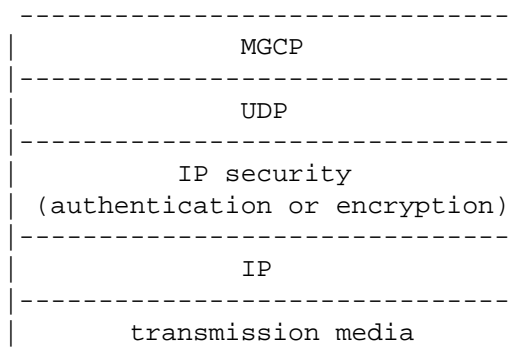 MGCP
UDP
IP security
(authentication or encryption)
IP
transmission media